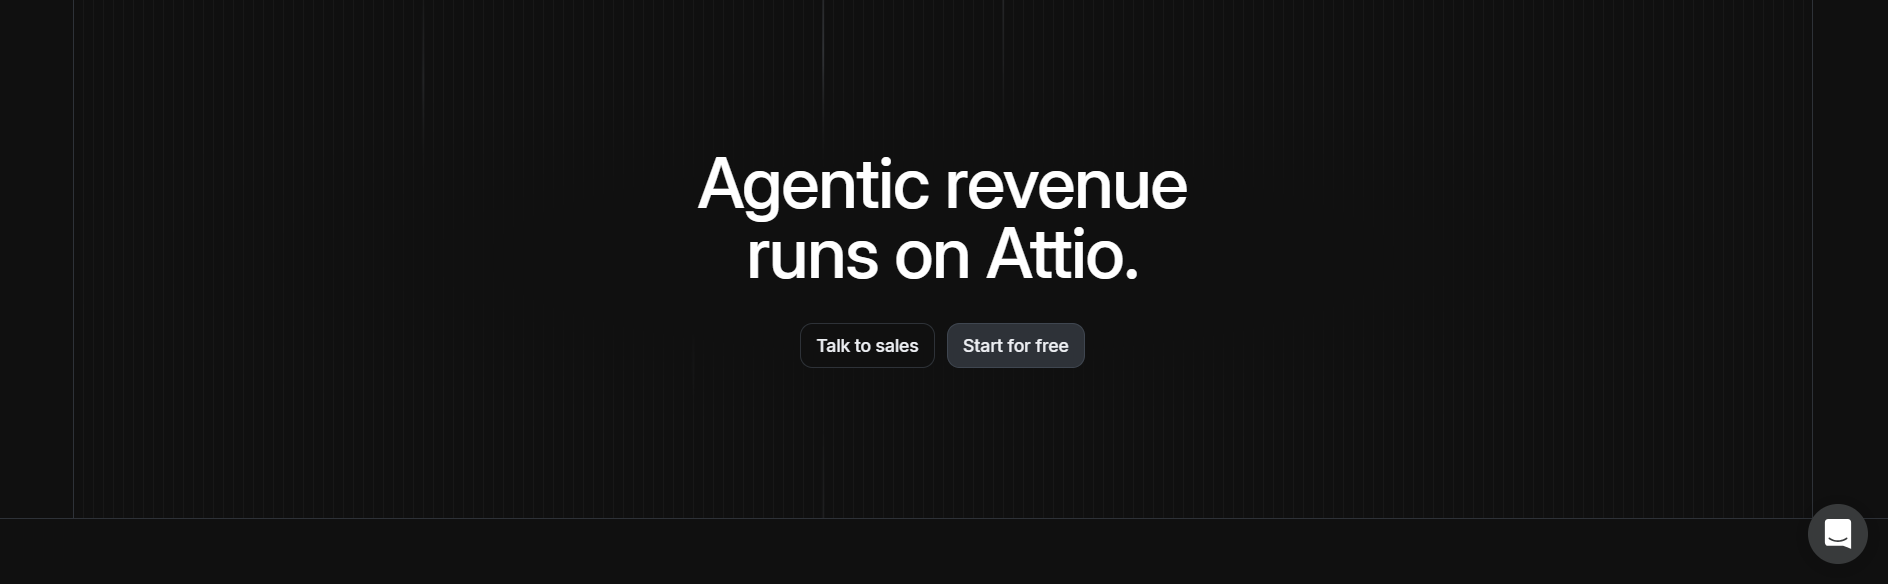 Agentic revenue
runs on Attio.
Talk to sales
Start for free